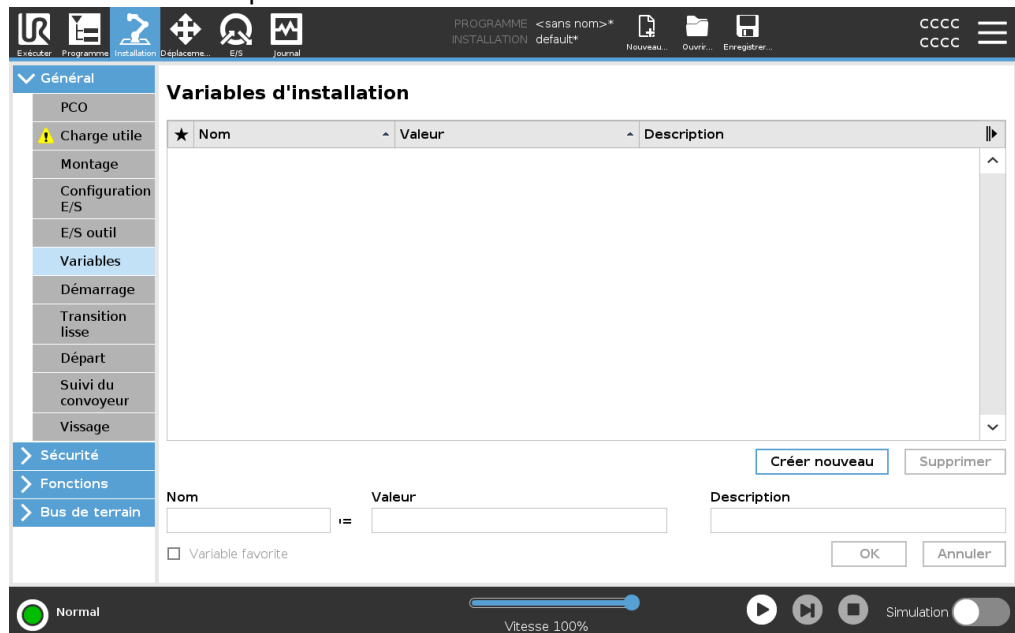 PROGRAMME <sans nom>*
INSTALLATION default*
cccc
cccc
Exécuter Programme Installation Déplaceme... E/S Journal Nouveau... Ouvrir... Enregistrer...
Général
PCO
Charge utile
Montage
Configuration
E/S
E/S outil
Variables
Démarrage
Transition
lisse
Départ
Suivi du
convoyeur
Vissage
Sécurité
Fonctions
Bus de terrain
Variables d'installation
Nom Valeur Description
Créer nouveau Supprimer
Nom Valeur Description
:=
Variable favorite
OK Annuler
Normal
Vitesse 100%
Simulation